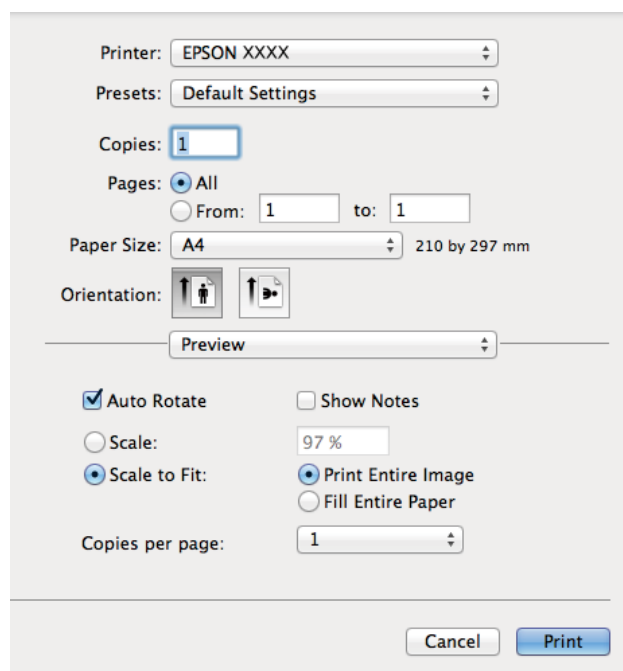 Printer: EPSON XXXX
Presets: Default Settings
Copies: 1
Pages: All
From: 1 to: 1
Paper Size: A4 210 by 297 mm
Orientation:
Preview
Auto Rotate Show Notes
Scale: 97 %
Scale to Fit: Print Entire Image
Fill Entire Paper
Copies per page: 1
Cancel Print